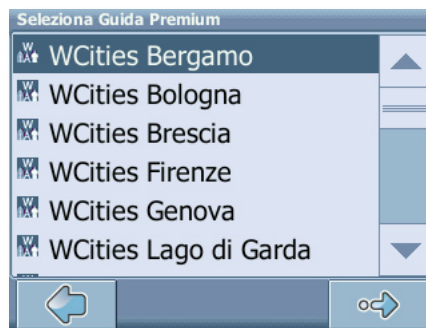 Seleziona Guida Premium
WCities Bergamo
WCities Bologna
WCities Brescia
WCities Firenze
WCities Genova
WCities Lago di Garda